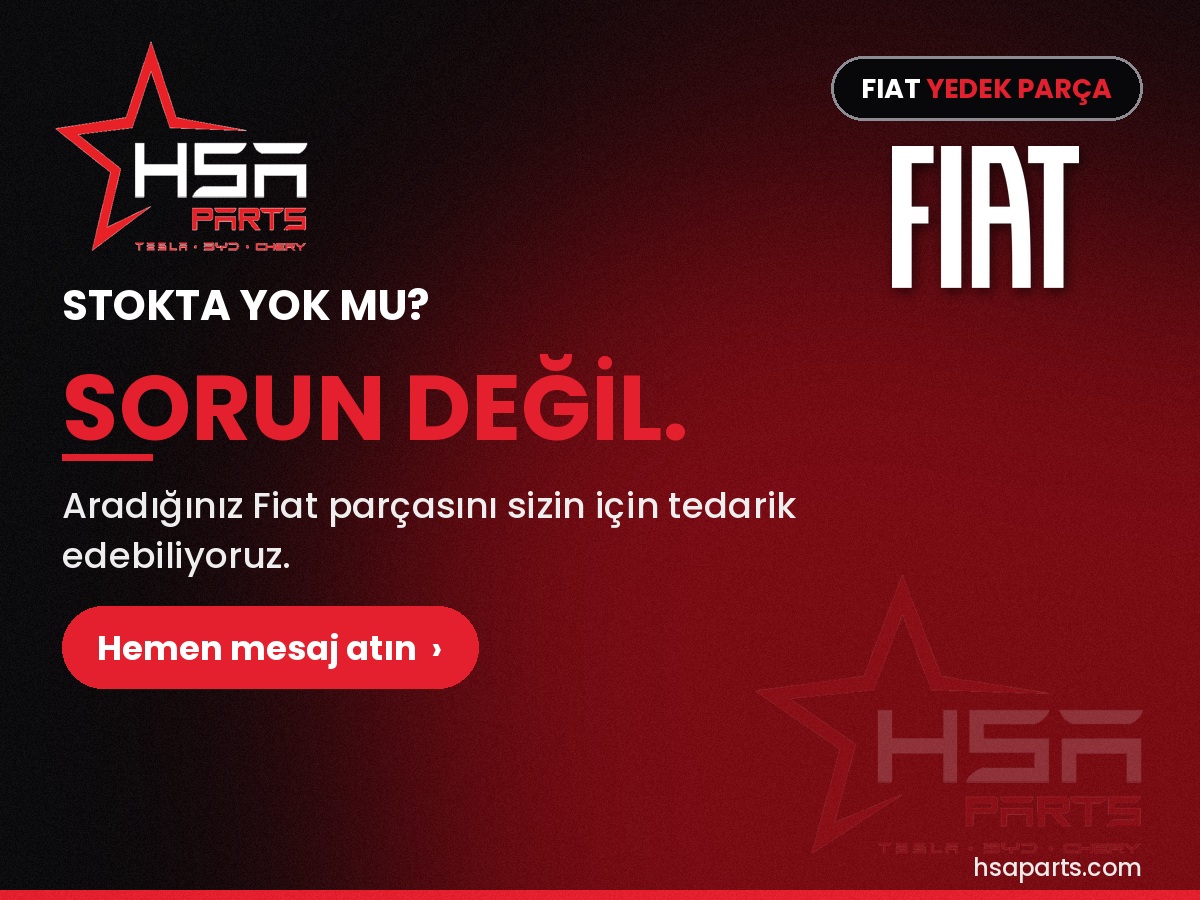 HSA
PARTS
TESLA · BYD · CHERY
FIAT YEDEK PARÇA
FIAT
STOKTA YOK MU?
SORUN DEĞİL.
Aradığınız Fiat parçasını sizin için tedarik
edebiliyoruz.
Hemen mesaj atın ›
HSA
PARTS
TESLA · BYD · CHERY
hsaparts.com